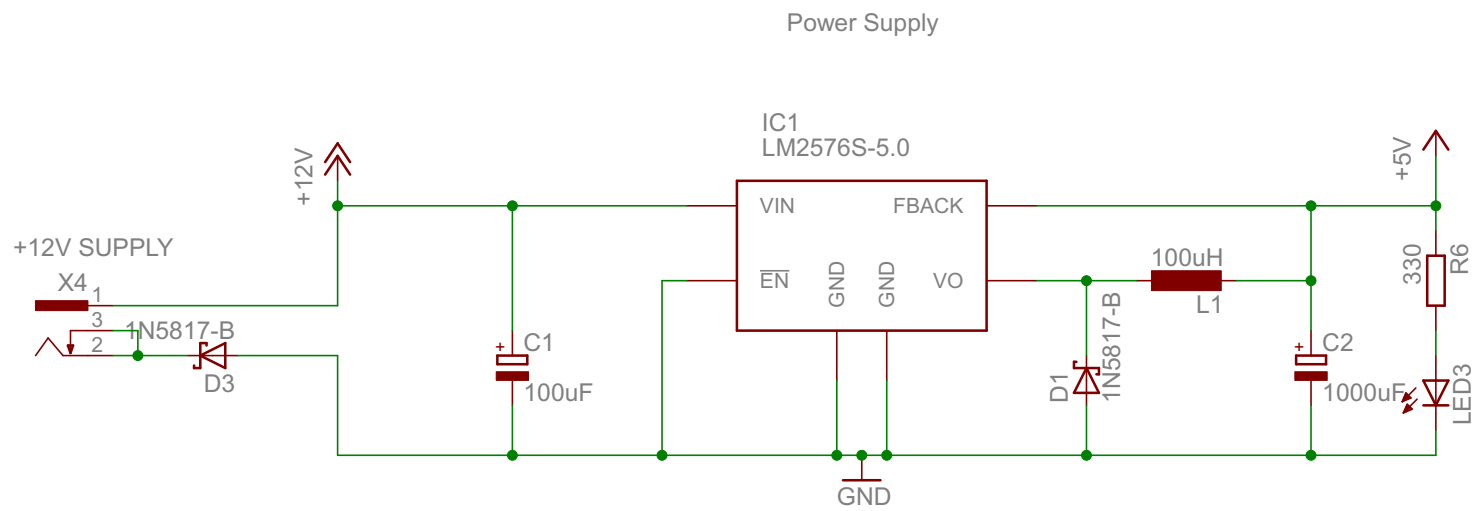 Power Supply
IC1
LM2576S-5.0
+12V
+5V
VIN
FBACK
+12V SUPPLY
X4
1
3
2
1N5817-B
D3
EN
GND
GND
VO
100uH
L1
330
R6
+
C1
100uF
D1
1N5817-B
+
C2
1000uF
LED3
GND